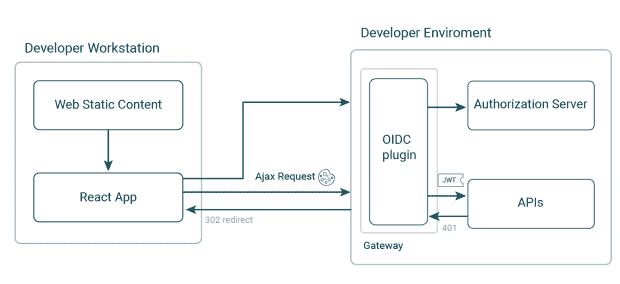 Developer Workstation
Developer Enviroment
Web Static Content
Authorization Server
OIDC
plugin
Ajax Request
JWT
React App
APIs
302 redirect
401
Gateway